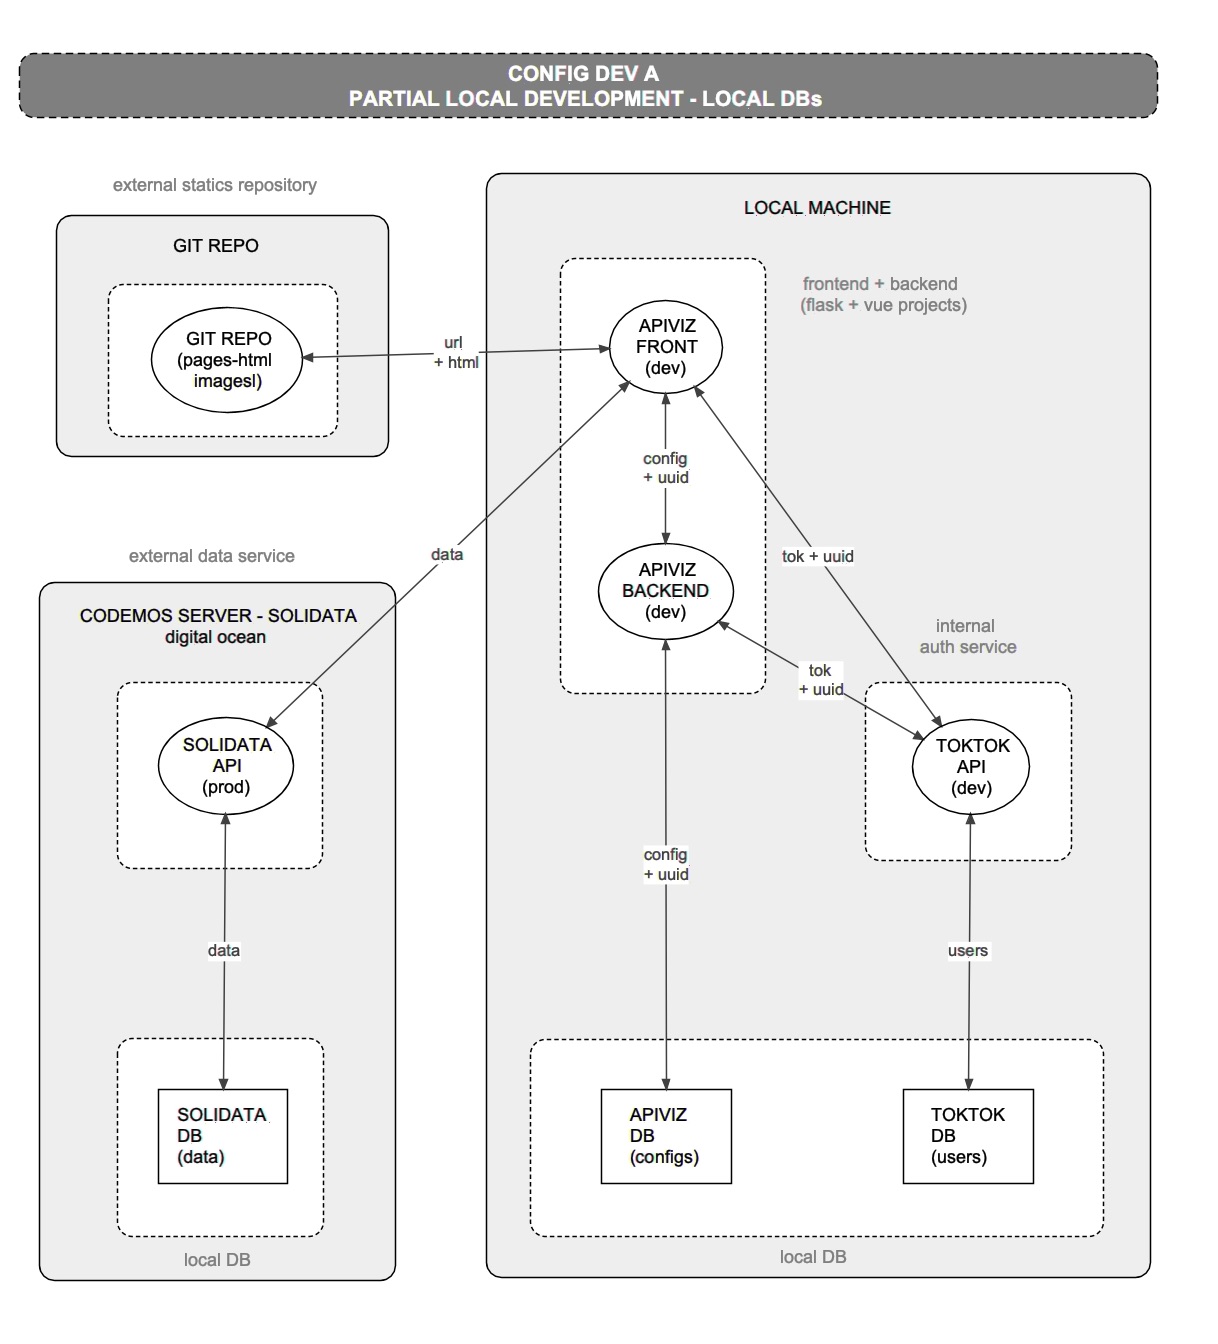 CONFIG DEV A
PARTIAL LOCAL DEVELOPMENT - LOCAL DBs
external statics repository
GIT REPO
GIT REPO
(pages-html
imagesl)
url
+ html
LOCAL MACHINE
frontend + backend
(flask + vue projects)
APIVIZ
FRONT
(dev)
config
+ uuid
data
tok + uuid
APIVIZ
BACKEND
(dev)
tok
+ uuid
internal
auth service
external data service
CODEMOS SERVER - SOLIDATA
digital ocean
SOLIDATA
API
(prod)
TOKTOK
API
(dev)
config
+ uuid
data
users
SOLIDATA
DB
(data)
APIVIZ
DB
(configs)
TOKTOK
DB
(users)
local DB
local DB